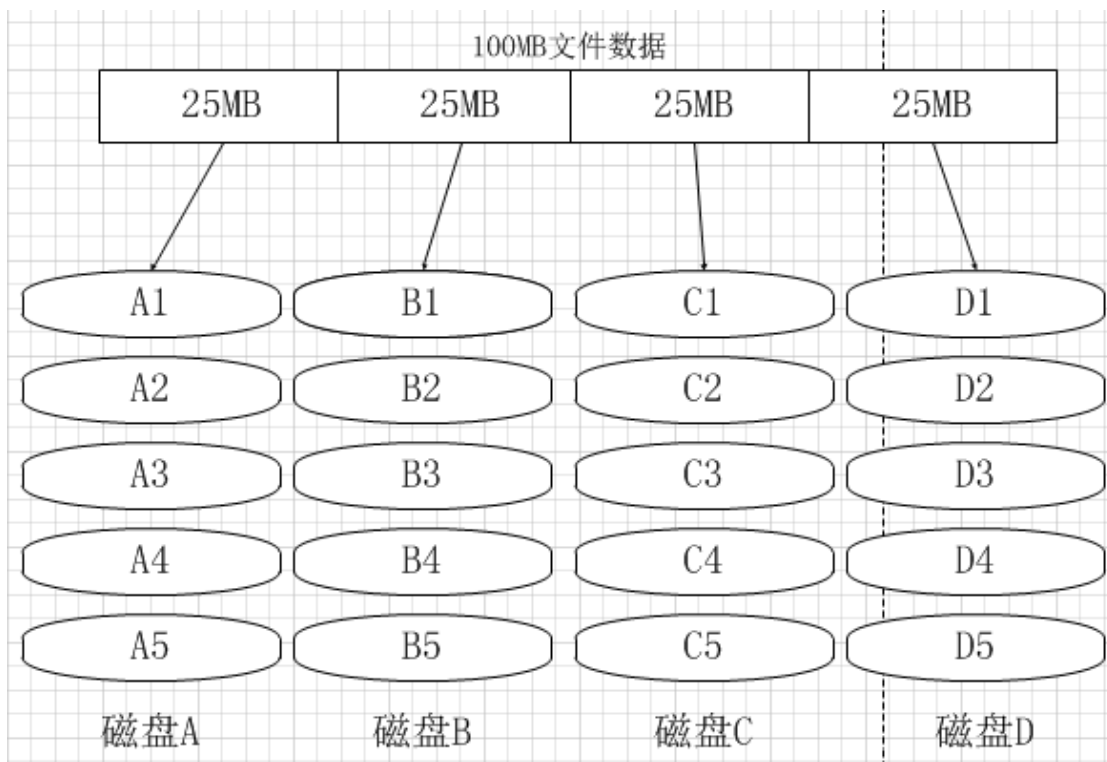 100MB文件数据
25MB 25MB 25MB 25MB
A1 B1 C1 D1
A2 B2 C2 D2
A3 B3 C3 D3
A4 B4 C4 D4
A5 B5 C5 D5
磁盘A 磁盘B 磁盘C 磁盘D